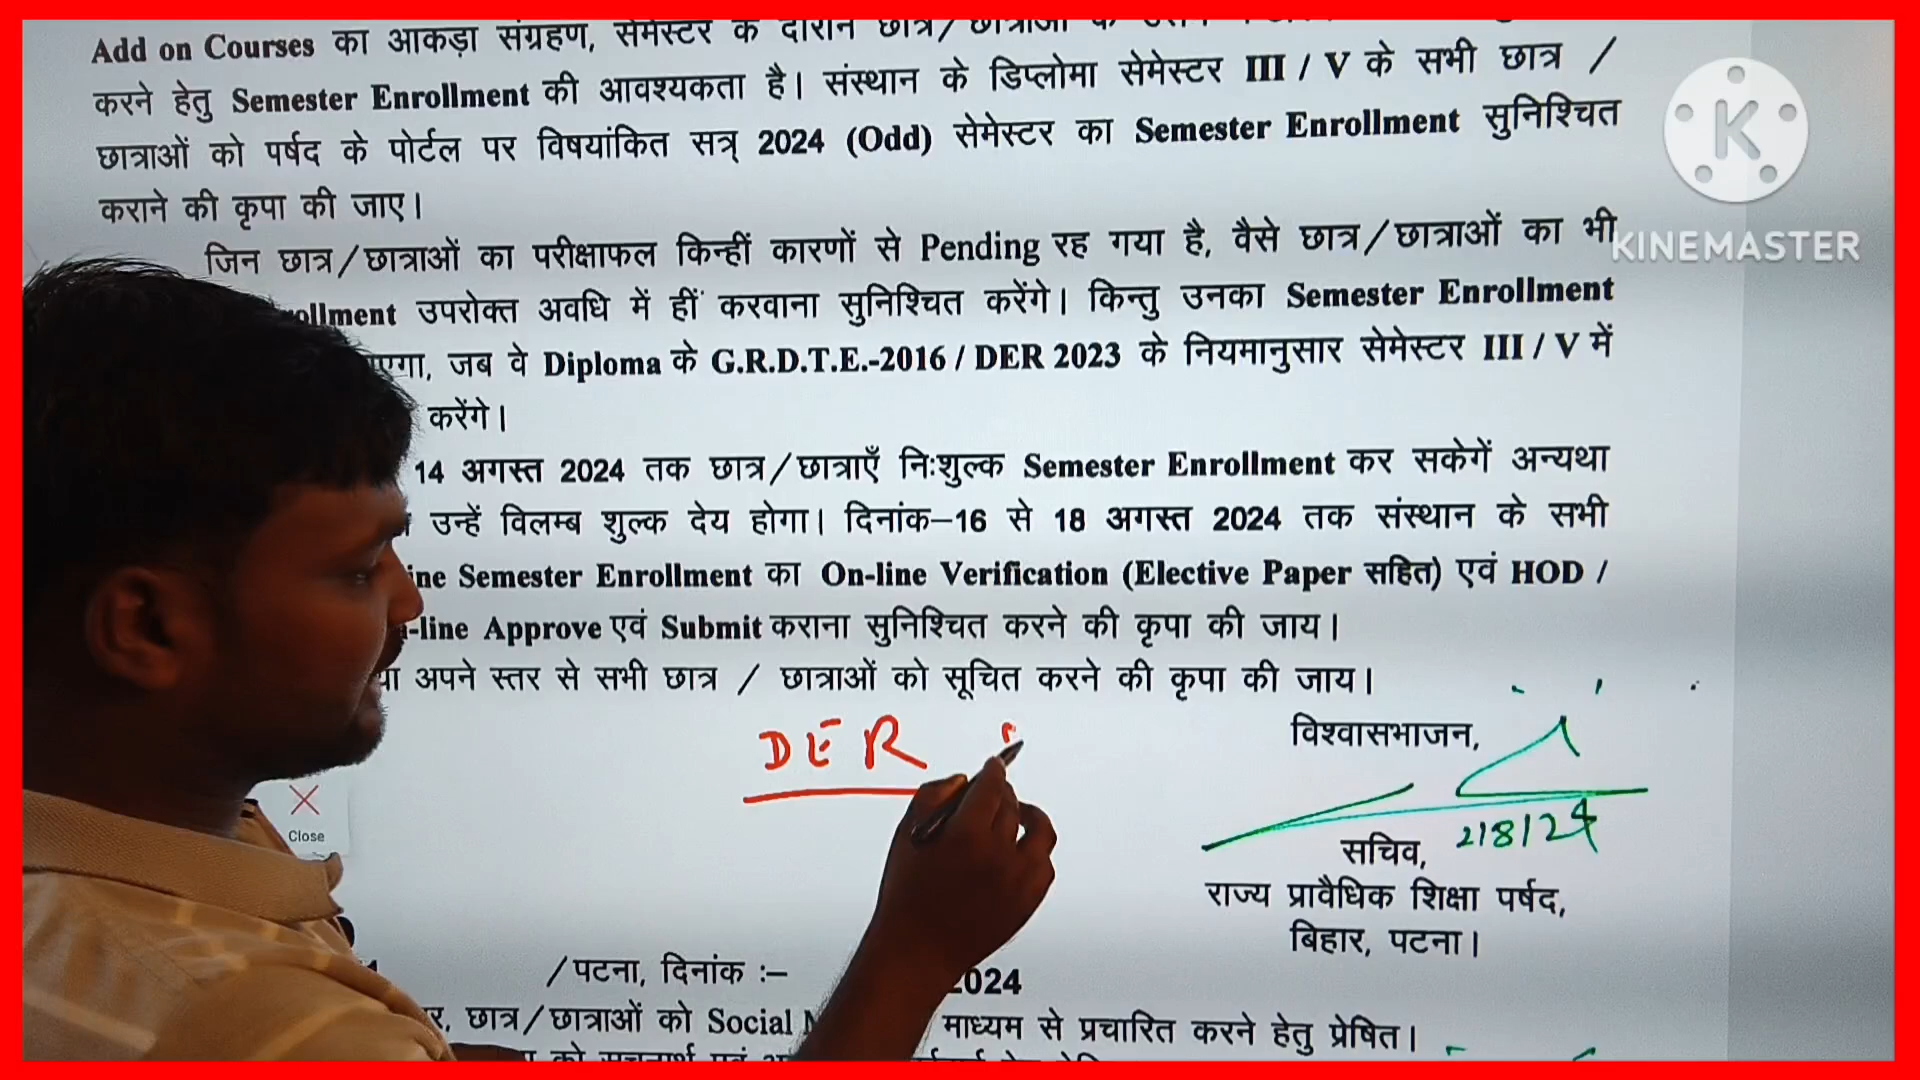 Add on Courses का आकड़ा संग्रहण, सेमेस्टर के दौरान छात्र/छात्राओं के
करने हेतु Semester Enrollment की आवश्यकता है। संस्थान के डिप्लोमा सेमेस्टर III / V के सभी छात्र /
छात्राओं को पर्षद के पोर्टल पर विषयांकित सत्र् 2024 (Odd) सेमेस्टर का Semester Enrollment सुनिश्चित
कराने की कृपा की जाए।
जिन छात्र/छात्राओं का परीक्षाफल किन्हीं कारणों से Pending रह गया है, वैसे छात्र/छात्राओं का भी
ollment उपरोक्त अवधि में हीं करवाना सुनिश्चित करेंगे। किन्तु उनका Semester Enrollment
एगा, जब वे Diploma के G.R.D.T.E.-2016 / DER 2023 के नियमानुसार सेमेस्टर III / V में
करेंगे।
14 अगस्त 2024 तक छात्र/छात्राएँ निःशुल्क Semester Enrollment कर सकेगें अन्यथा
उन्हें विलम्ब शुल्क देय होगा। दिनांक–16 से 18 अगस्त 2024 तक संस्थान के सभी
ine Semester Enrollment का On-line Verification (Elective Paper सहित) एवं HOD /
-line Approve एवं Submit कराना सुनिश्चित करने की कृपा की जाय।
या अपने स्तर से सभी छात्र / छात्राओं को सूचित करने की कृपा की जाय।
DER
विश्वासभाजन,
2/8/24
सचिव,
राज्य प्रावैधिक शिक्षा पर्षद,
बिहार, पटना।
/पटना, दिनांक :–
2024
र, छात्र/छात्राओं को Social माध्यम से प्रचारित करने हेतु प्रेषित।
Close
K
KINEMASTER